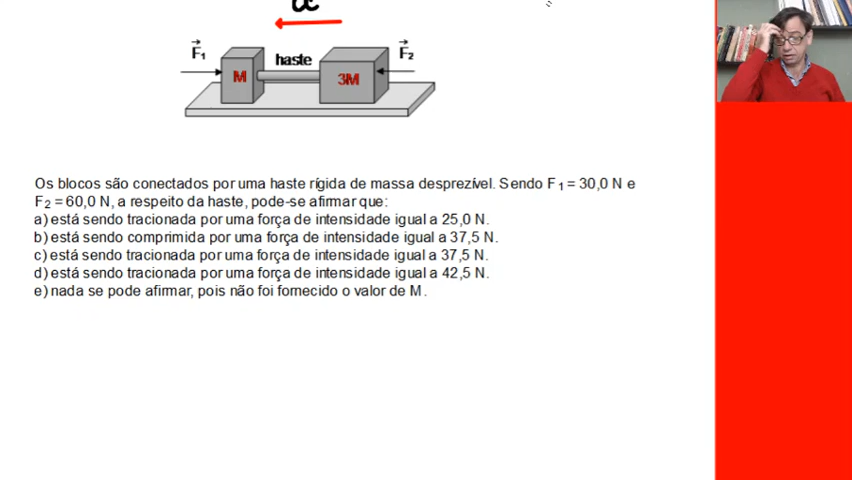 F₁ haste F₂
M 3M
Os blocos são conectados por uma haste rígida de massa desprezível. Sendo F ₁ = 30,0 N e
F₂ = 60,0 N, a respeito da haste, pode-se afirmar que:
a) está sendo tracionada por uma força de intensidade igual a 25,0 N.
b) está sendo comprimida por uma força de intensidade igual a 37,5 N.
c) está sendo tracionada por uma força de intensidade igual a 37,5 N.
d) está sendo tracionada por uma força de intensidade igual a 42,5 N.
e) nada se pode afirmar, pois não foi fornecido o valor de M.